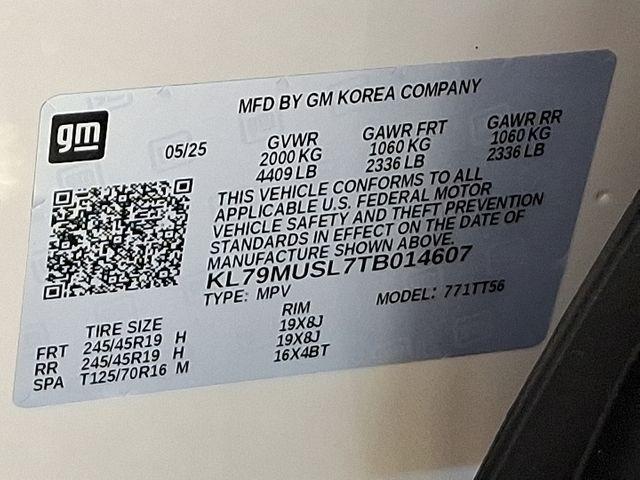 MFD BY GM KOREA COMPANY
gm
05/25
GVWR GAWR FRT GAWR RR
2000 KG 1060 KG 1060 KG
4409 LB 2336 LB 2336 LB
THIS VEHICLE CONFORMS TO ALL
APPLICABLE U.S. FEDERAL MOTOR
VEHICLE SAFETY AND THEFT PREVENTION
STANDARDS IN EFFECT ON THE DATE OF
MANUFACTURE SHOWN ABOVE.
KL79MUSL7TB014607
TYPE: MPV MODEL: 771TT56
TIRE SIZE RIM
FRT 245/45R19 H 19X8J
RR 245/45R19 H 19X8J
SPA T125/70R16 M 16X4BT